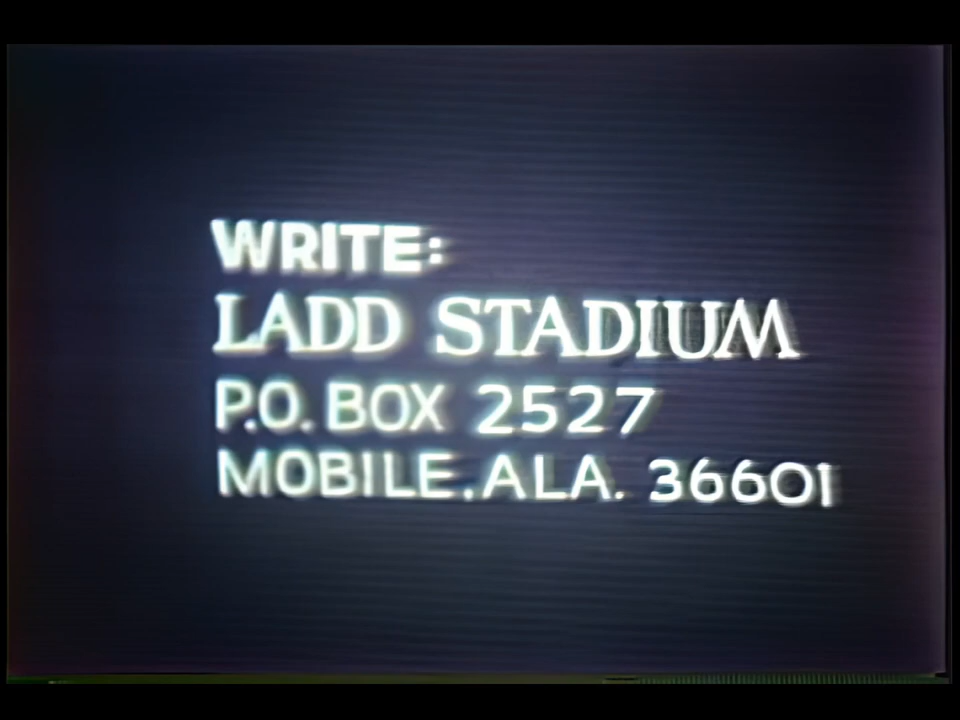 WRITE:
LADD STADIUM
P.O. BOX 2527
MOBILE, ALA. 36601